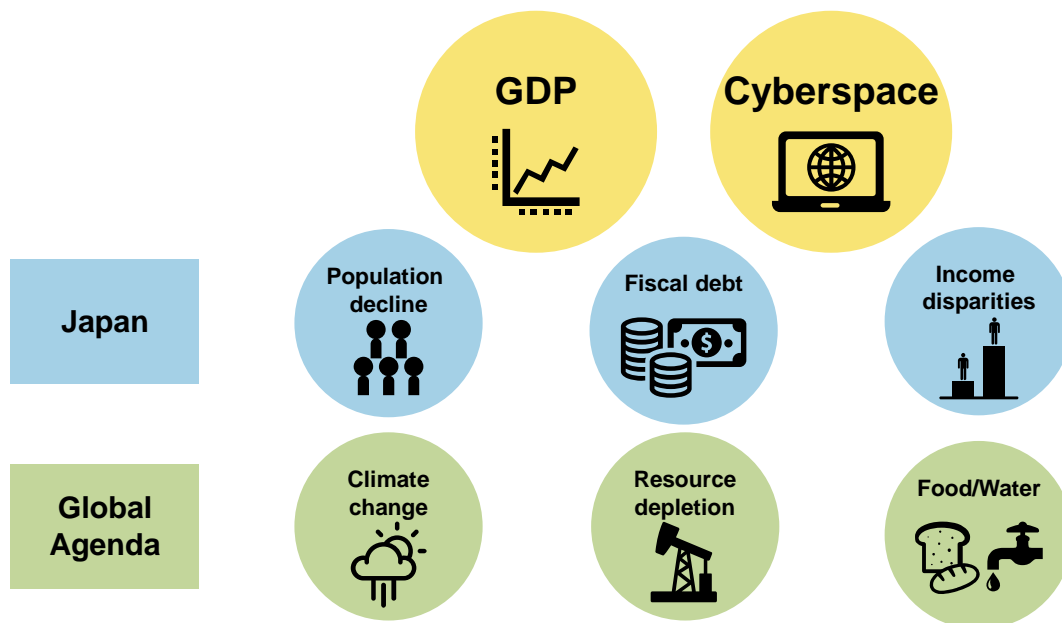 GDP
Cyberspace
Japan
Population
decline
Fiscal debt
Income
disparities
Global
Agenda
Climate
change
Resource
depletion
Food/Water
$